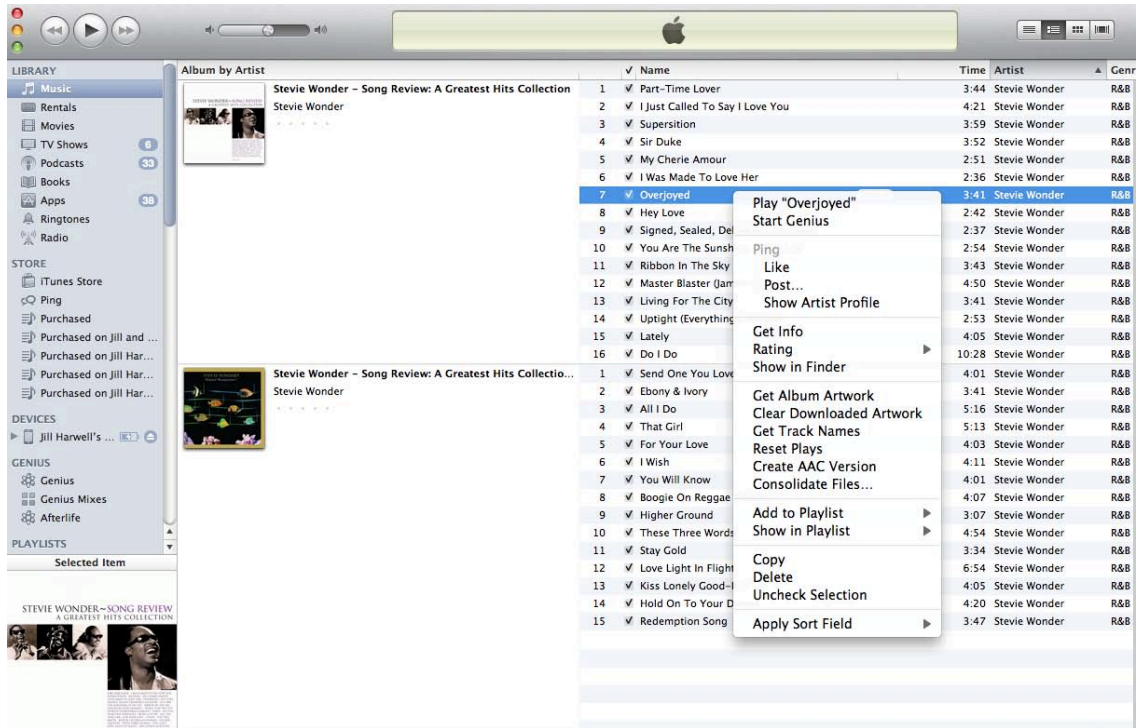 LIBRARY
Music
Rentals
Movies
TV Shows 6
Podcasts 33
Books
Apps 38
Ringtones
Radio
STORE
iTunes Store
Ping
Purchased
Purchased on Jill and ...
Purchased on Jill Har...
Purchased on Jill Har...
Purchased on Jill Har...
DEVICES
Jill Harwell's ...
GENIUS
Genius
Genius Mixes
Afterlife
PLAYLISTS
Selected Item
STEVIE WONDER~SONG REVIEW
A GREATEST HITS COLLECTION
Album by Artist
Stevie Wonder – Song Review: A Greatest Hits Collection
Stevie Wonder
Stevie Wonder – Song Review: A Greatest Hits Collectio...
Stevie Wonder
Name Time Artist Genr
1 Part-Time Lover 3:44 Stevie Wonder R&B
2 I Just Called To Say I Love You 4:21 Stevie Wonder R&B
3 Supersition 3:59 Stevie Wonder R&B
4 Sir Duke 3:52 Stevie Wonder R&B
5 My Cherie Amour 2:51 Stevie Wonder R&B
6 I Was Made To Love Her 2:36 Stevie Wonder R&B
7 Overjoyed 3:41 Stevie Wonder R&B
8 Hey Love 2:42 Stevie Wonder R&B
9 Signed, Sealed, Del 2:37 Stevie Wonder R&B
10 You Are The Sunsh 2:54 Stevie Wonder R&B
11 Ribbon In The Sky 3:43 Stevie Wonder R&B
12 Master Blaster (Jam 4:50 Stevie Wonder R&B
13 Living For The City 3:41 Stevie Wonder R&B
14 Uptight (Everything 2:53 Stevie Wonder R&B
15 Lately 4:05 Stevie Wonder R&B
16 Do I Do 10:28 Stevie Wonder R&B
1 Send One You Love 4:01 Stevie Wonder R&B
2 Ebony & Ivory 3:41 Stevie Wonder R&B
3 All I Do 5:16 Stevie Wonder R&B
4 That Girl 5:13 Stevie Wonder R&B
5 For Your Love 4:03 Stevie Wonder R&B
6 I Wish 4:11 Stevie Wonder R&B
7 You Will Know 4:01 Stevie Wonder R&B
8 Boogie On Reggae 4:07 Stevie Wonder R&B
9 Higher Ground 3:07 Stevie Wonder R&B
10 These Three Words 4:54 Stevie Wonder R&B
11 Stay Gold 3:34 Stevie Wonder R&B
12 Love Light In Flight 6:54 Stevie Wonder R&B
13 Kiss Lonely Good- 4:05 Stevie Wonder R&B
14 Hold On To Your D 4:20 Stevie Wonder R&B
15 Redemption Song 3:47 Stevie Wonder R&B
Play "Overjoyed"
Start Genius
Ping
Like
Post...
Show Artist Profile
Get Info
Rating
Show in Finder
Get Album Artwork
Clear Downloaded Artwork
Get Track Names
Reset Plays
Create AAC Version
Consolidate Files...
Add to Playlist
Show in Playlist
Copy
Delete
Uncheck Selection
Apply Sort Field